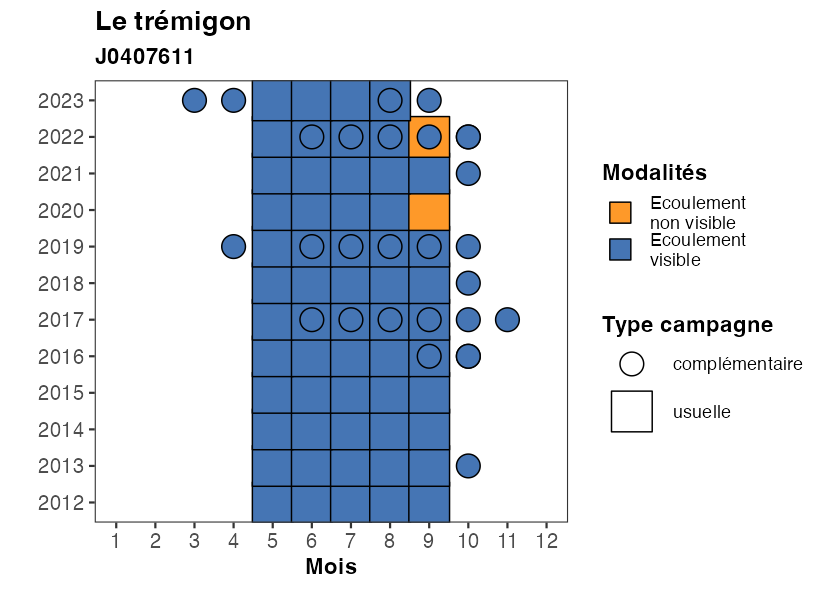 Le trémigon
J0407611
2023
2022
2021
2020
2019
2018
2017
2016
2015
2014
2013
2012
1 2 3 4 5 6 7 8 9 10 11 12
Mois
Modalités
Ecoulement
non visible
Ecoulement
visible
Type campagne
complémentaire
usuelle